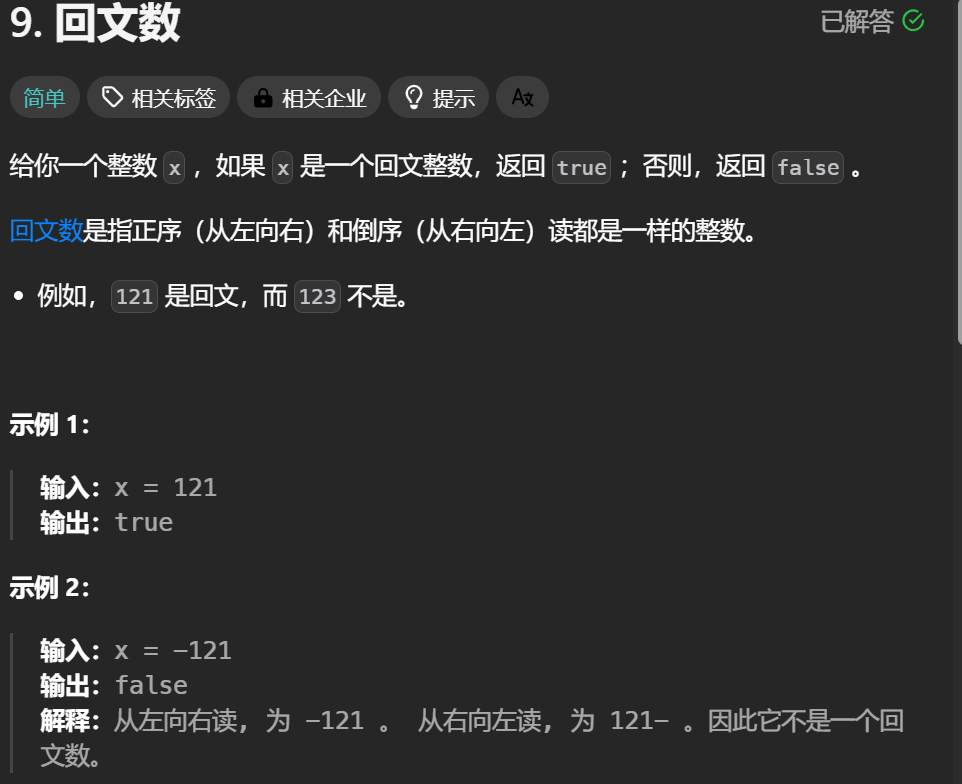 9. 回文数
已解答
简单 相关标签 相关企业 提示 A文
给你一个整数 x ，如果 x 是一个回文整数，返回 true ；否则，返回 false 。
回文数是指正序（从左向右）和倒序（从右向左）读都是一样的整数。
• 例如，121 是回文，而 123 不是。
示例 1：
输入：x = 121
输出：true
示例 2：
输入：x = -121
输出：false
解释：从左向右读, 为 -121 。 从右向左读, 为 121- 。因此它不是一个回
文数。